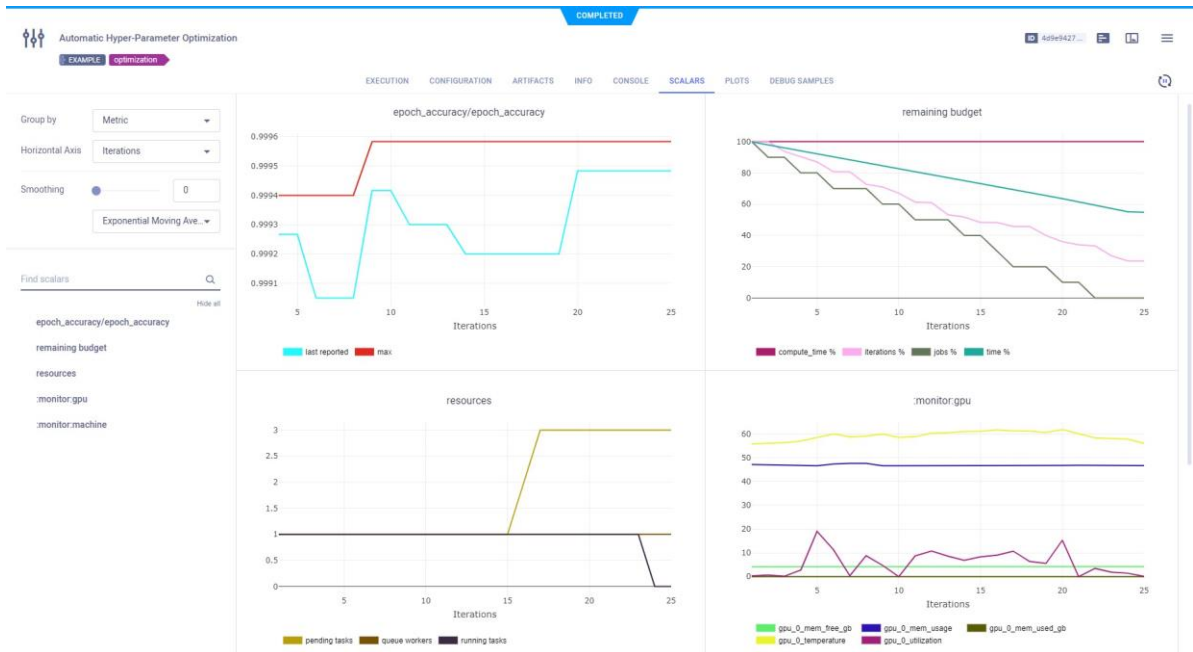 COMPLETED
Automatic Hyper-Parameter Optimization
EXAMPLE optimization
ID 4d9e9427...
EXECUTION CONFIGURATION ARTIFACTS INFO CONSOLE SCALARS PLOTS DEBUG SAMPLES
Group by Metric
Horizontal Axis Iterations
Smoothing 0
Exponential Moving Ave...
Find scalars
Hide all
epoch_accuracy/epoch_accuracy
remaining budget
resources
:monitor:gpu
:monitor:machine
epoch_accuracy/epoch_accuracy
0.9996
0.9995
0.9994
0.9993
0.9992
0.9991
5 10 15 20 25
Iterations
last reported max
remaining budget
100
80
60
40
20
0
5 10 15 20 25
Iterations
compute_time % iterations % jobs % time %
resources
3
2.5
2
1.5
1
0.5
0
5 10 15 20 25
Iterations
pending tasks queue workers running tasks
:monitor:gpu
60
50
40
30
20
10
0
5 10 15 20 25
Iterations
gpu_0_mem_free_gb gpu_0_mem_usage gpu_0_mem_used_gb
gpu_0_temperature gpu_0_utilization